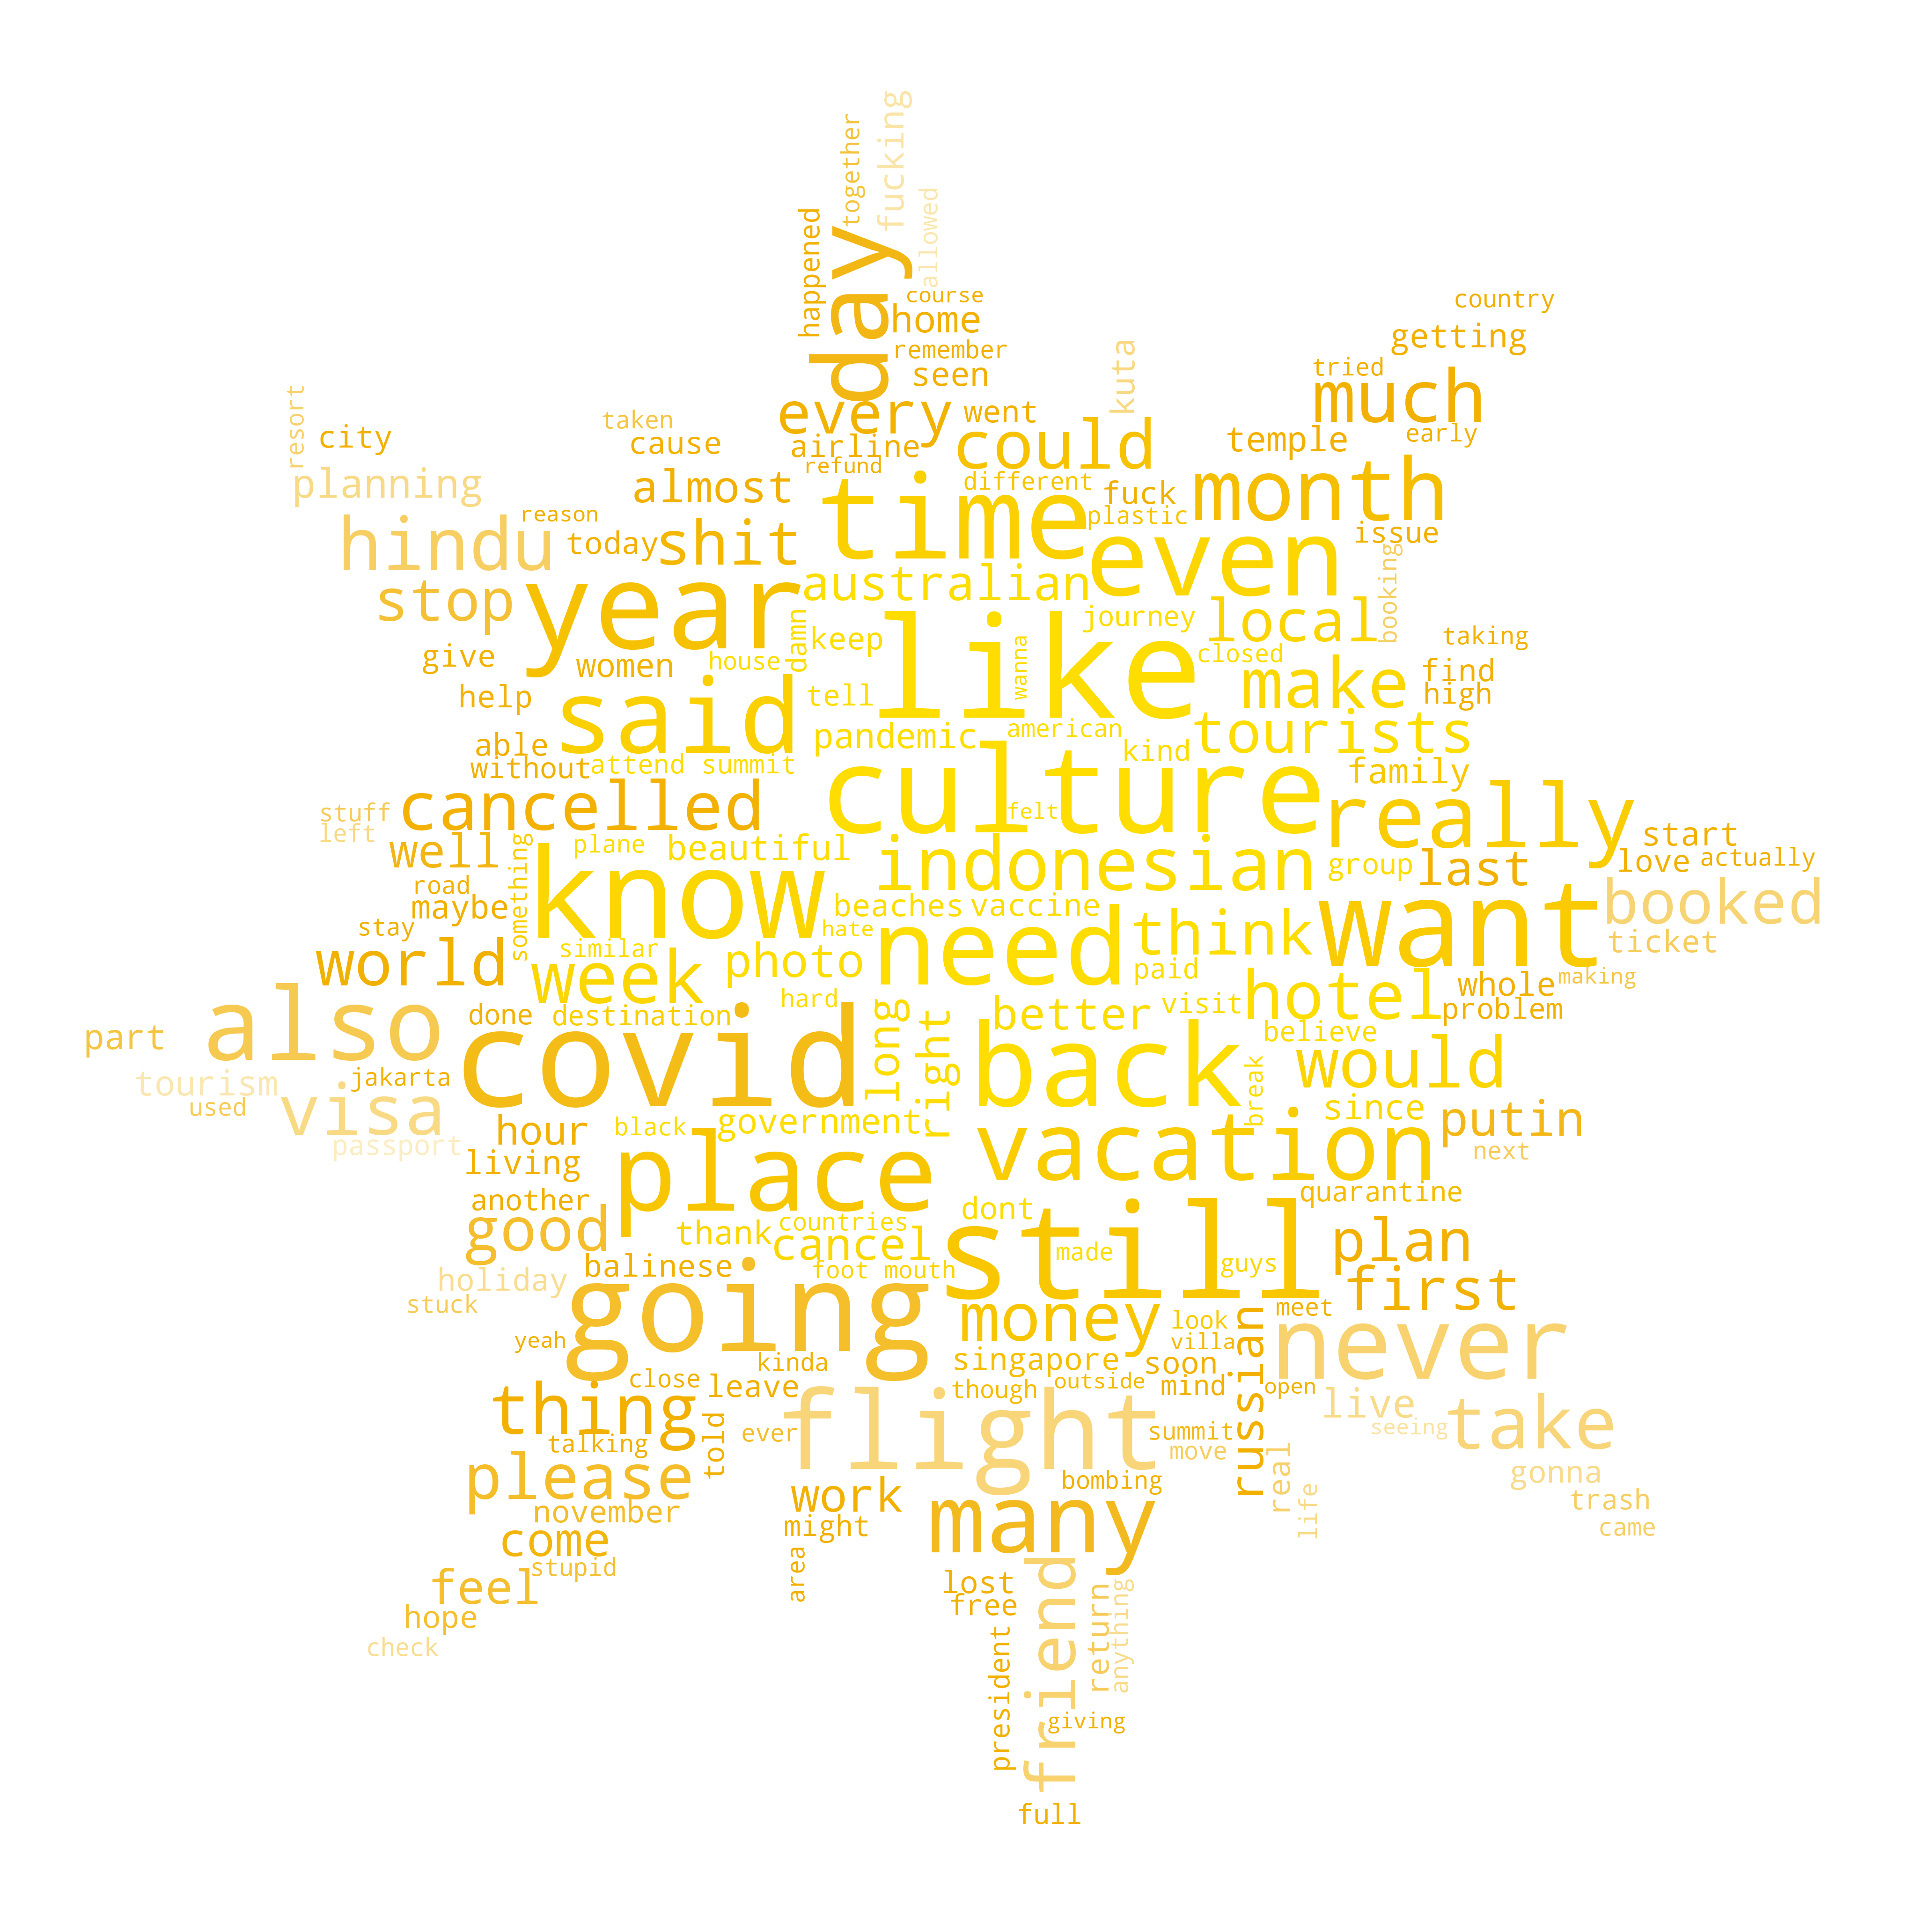 together
fucking
allowed
happened
day
course
home
remember
seen
country
getting
kuta
tried
much
resort
city
taken
cause
every
went
airline
refund
could
temple
early
planning
almost
different
fuck
month
time
plastic
issue
hindu
reason
today
shit
even
booking
stop
year
australian
journey
local
taking
give
women
house
damn
keep
like
wanna
closed
find
high
help
said
tell
make
able
without
attend summit
pandemic
american
kind
tourists
family
stuff
left
cancelled
culture
felt
really
start
well
something
plane
beautiful
indonesian
group
last
love
actually
road
maybe
know
beaches
vaccine
want
booked
stay
similar
hate
need
think
ticket
world
week
photo
paid
whole
making
hard
visit
hotel
problem
also
done
destination
long
right
better
believe
part
covid
back
would
tourism
jakarta
used
visa
break
since
putin
passport
hour
black
government
vacation
next
living
place
another
quarantine
good
thank
countries
cancel
dont
still
made
guys
plan
balinese
foot mouth
holiday
stuck
going
money
russian
meet
first
look
yeah
villa
never
kinda
singapore
soon
thing
close
leave
flight
though
outside
mind
open
live
take
told
talking
ever
summit
move
seeing
please
work
bombing
real
gonna
november
might
many
life
trash
come
came
stupid
area
feel
lost
friend
return
anything
hope
free
check
president
giving
full